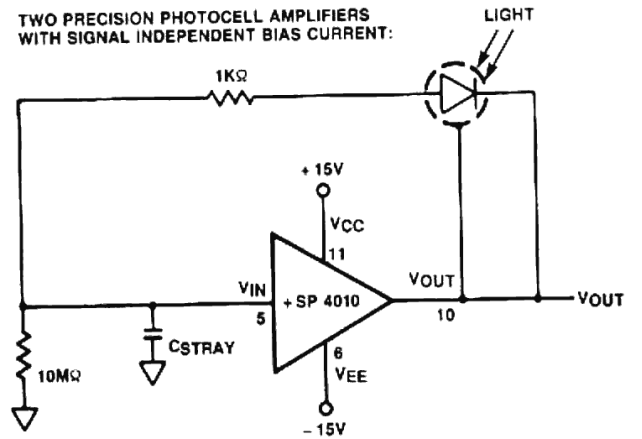 TWO PRECISION PHOTOCELL AMPLIFIERS
WITH SIGNAL INDEPENDENT BIAS CURRENT:
LIGHT
1KΩ
+ 15V
VCC
11
VIN
5
+ SP 4010
VOUT
10
VOUT
CSTRAY
6
VEE
10MΩ
− 15V